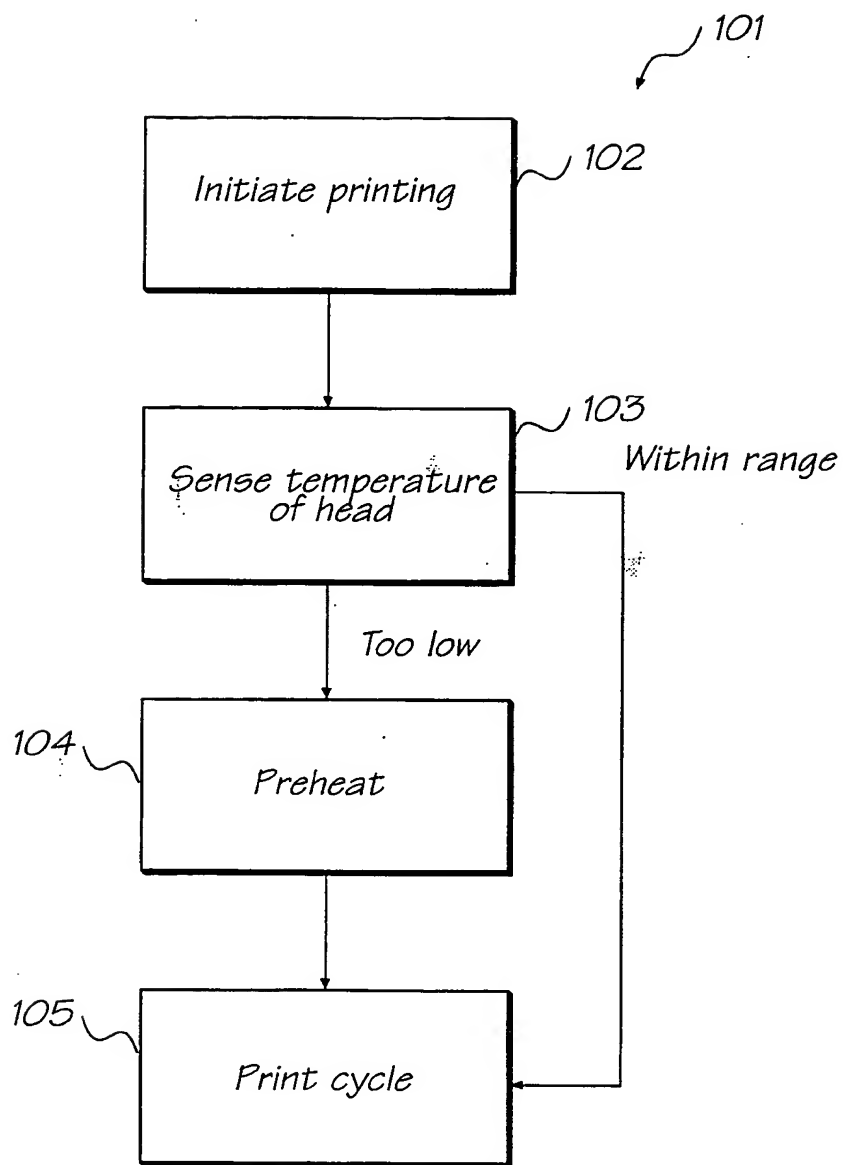 101
Initiate printing
102
103
Within range
Sense temperature
of head
Too low
104
Preheat
105
Print cycle